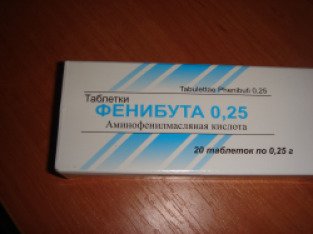 Tabulettae Phenibuti 0,25
Таблетки
ФЕНИБУТА 0,25
Аминофенилмасляная кислота
20 таблеток по 0,25 г